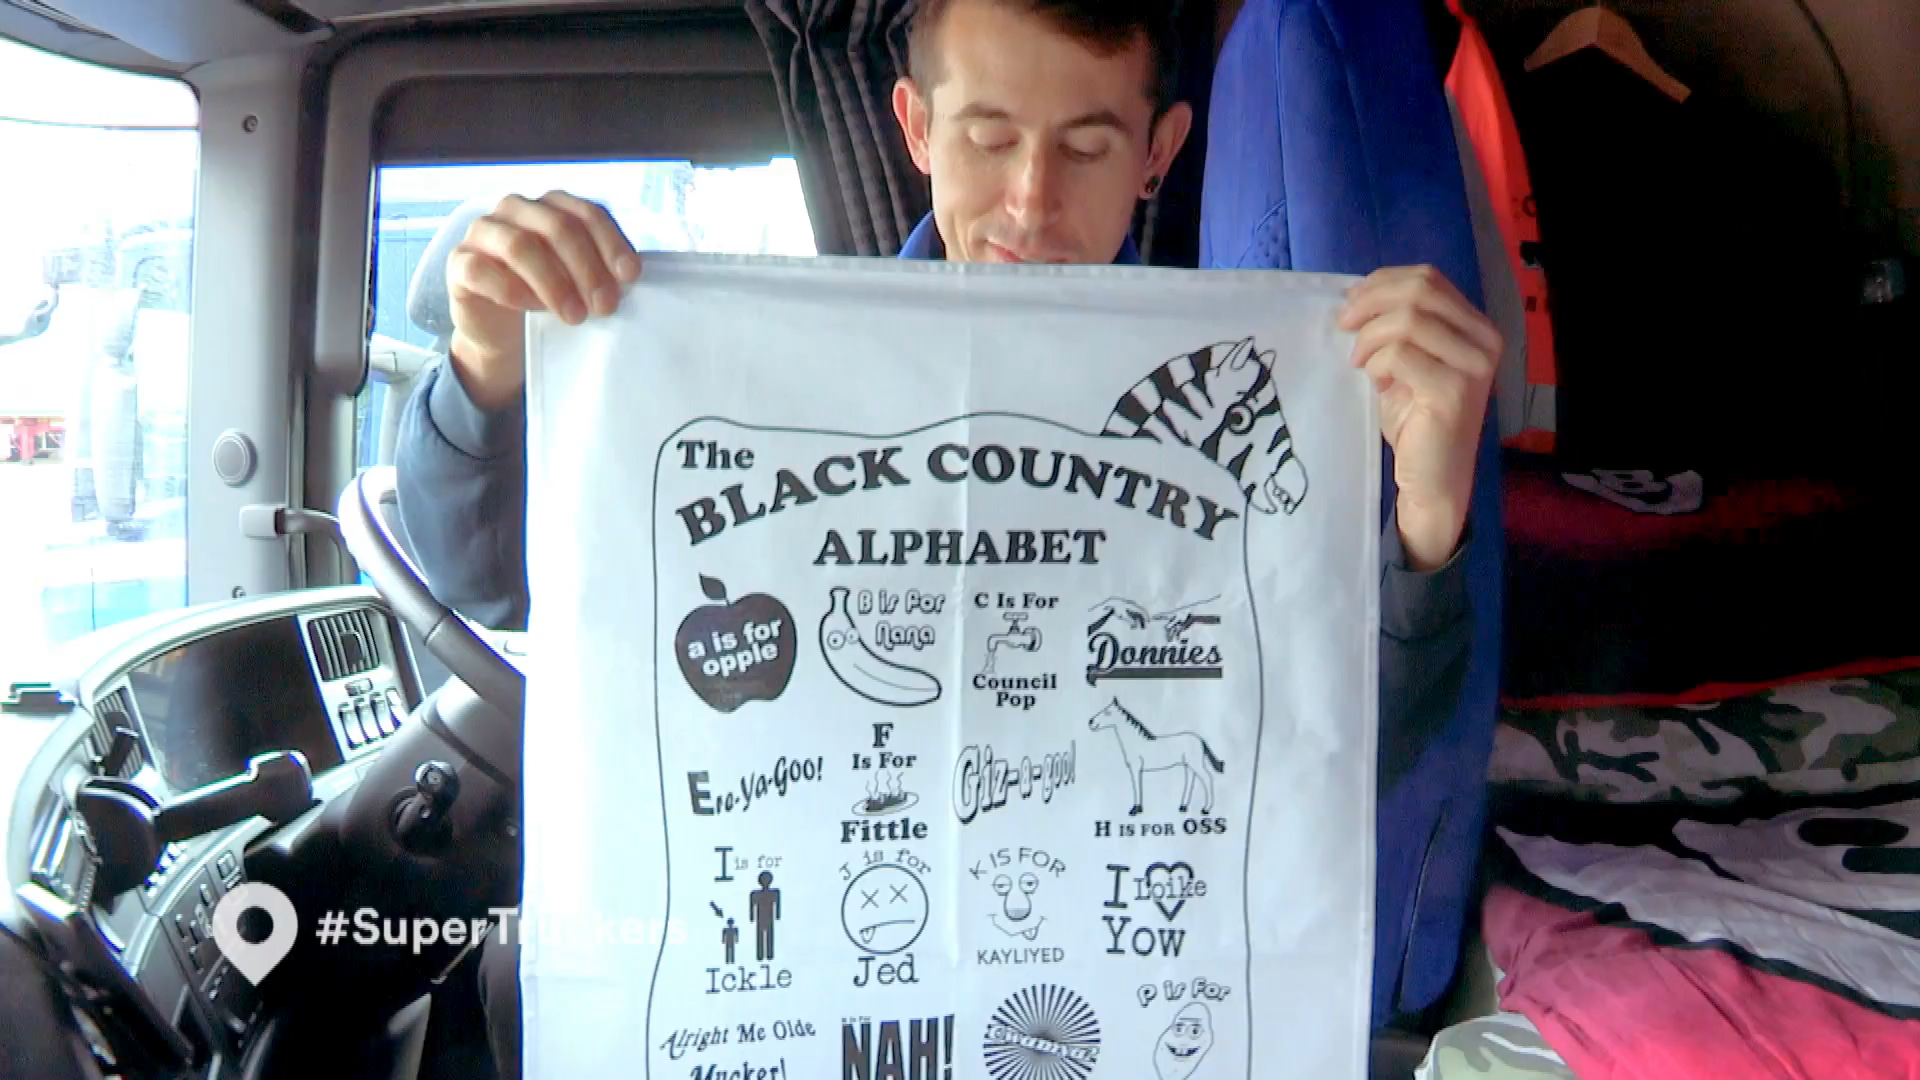 The
BLACK COUNTRY
ALPHABET
a is for
opple
B is For
Nana
C Is For
Council
Pop
Donnies
Ero-Ya-Goo!
F
Is For
Fittle
Giz-a-goo!
H IS FOR OSS
I is for
Ickle
J is for
Jed
K IS FOR
KAYLIYED
I Loike
Yow
Alright Me Olde
Mucker!
NAH!
P is For
#SuperTruckers